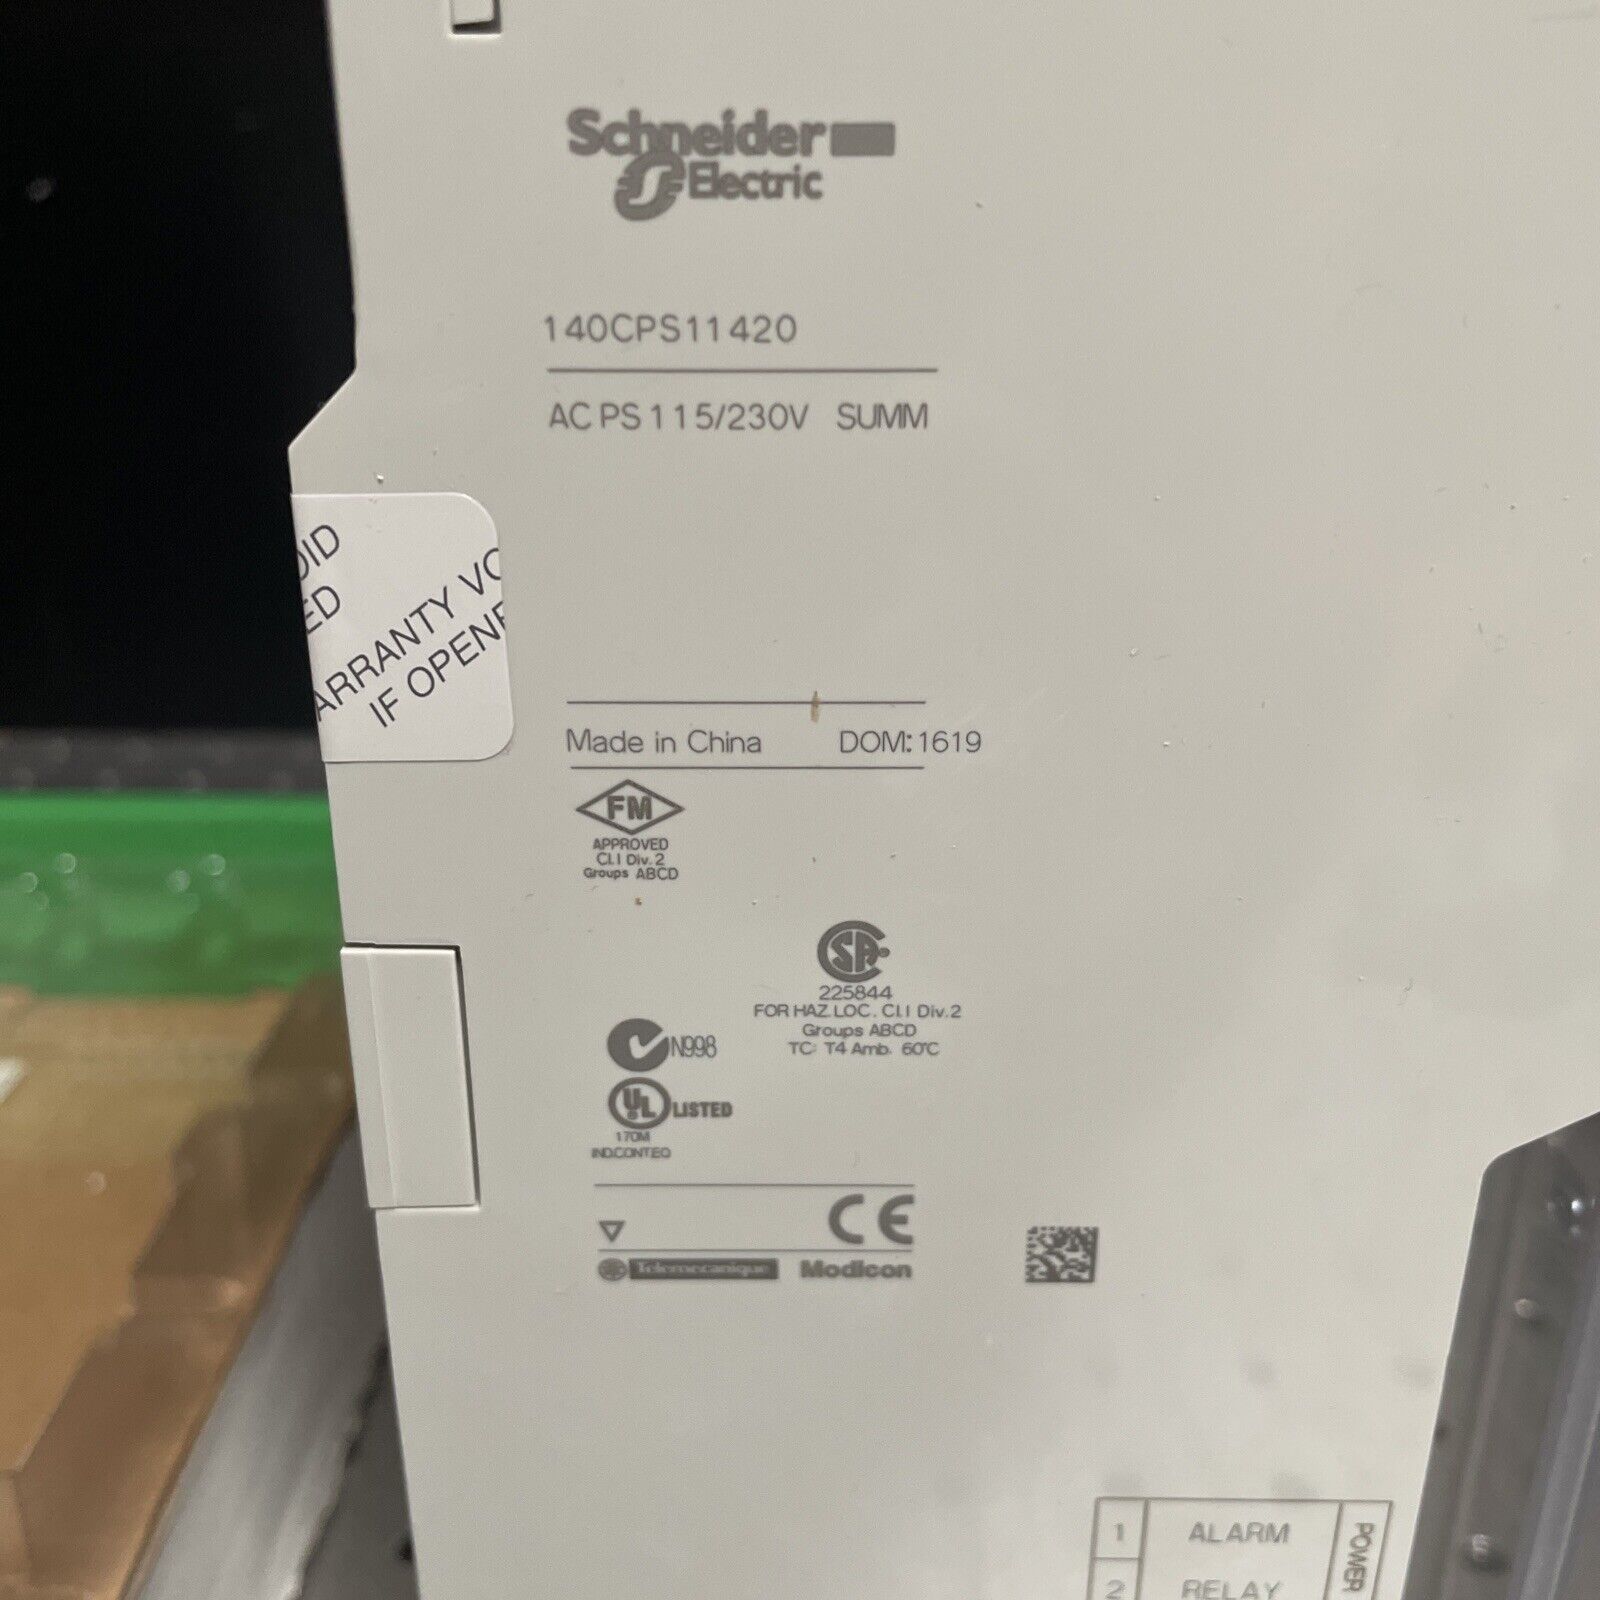 Schneider
Electric
140CPS11420
AC PS 115/230V SUMM
OID
ED
ARRANTY VO
IF OPENE
Made in China DOM: 1619
FM
APPROVED
Cl.I Div.2
Groups ABCD
SA
225844
FOR HAZ.LOC. Cl.I Div.2
Groups ABCD
TC: T4 Amb. 60°C
N998
UL LISTED
170M
IND.CONT.EQ
CE
Telemecanique Modicon
1 ALARM POWER
2 RELAY